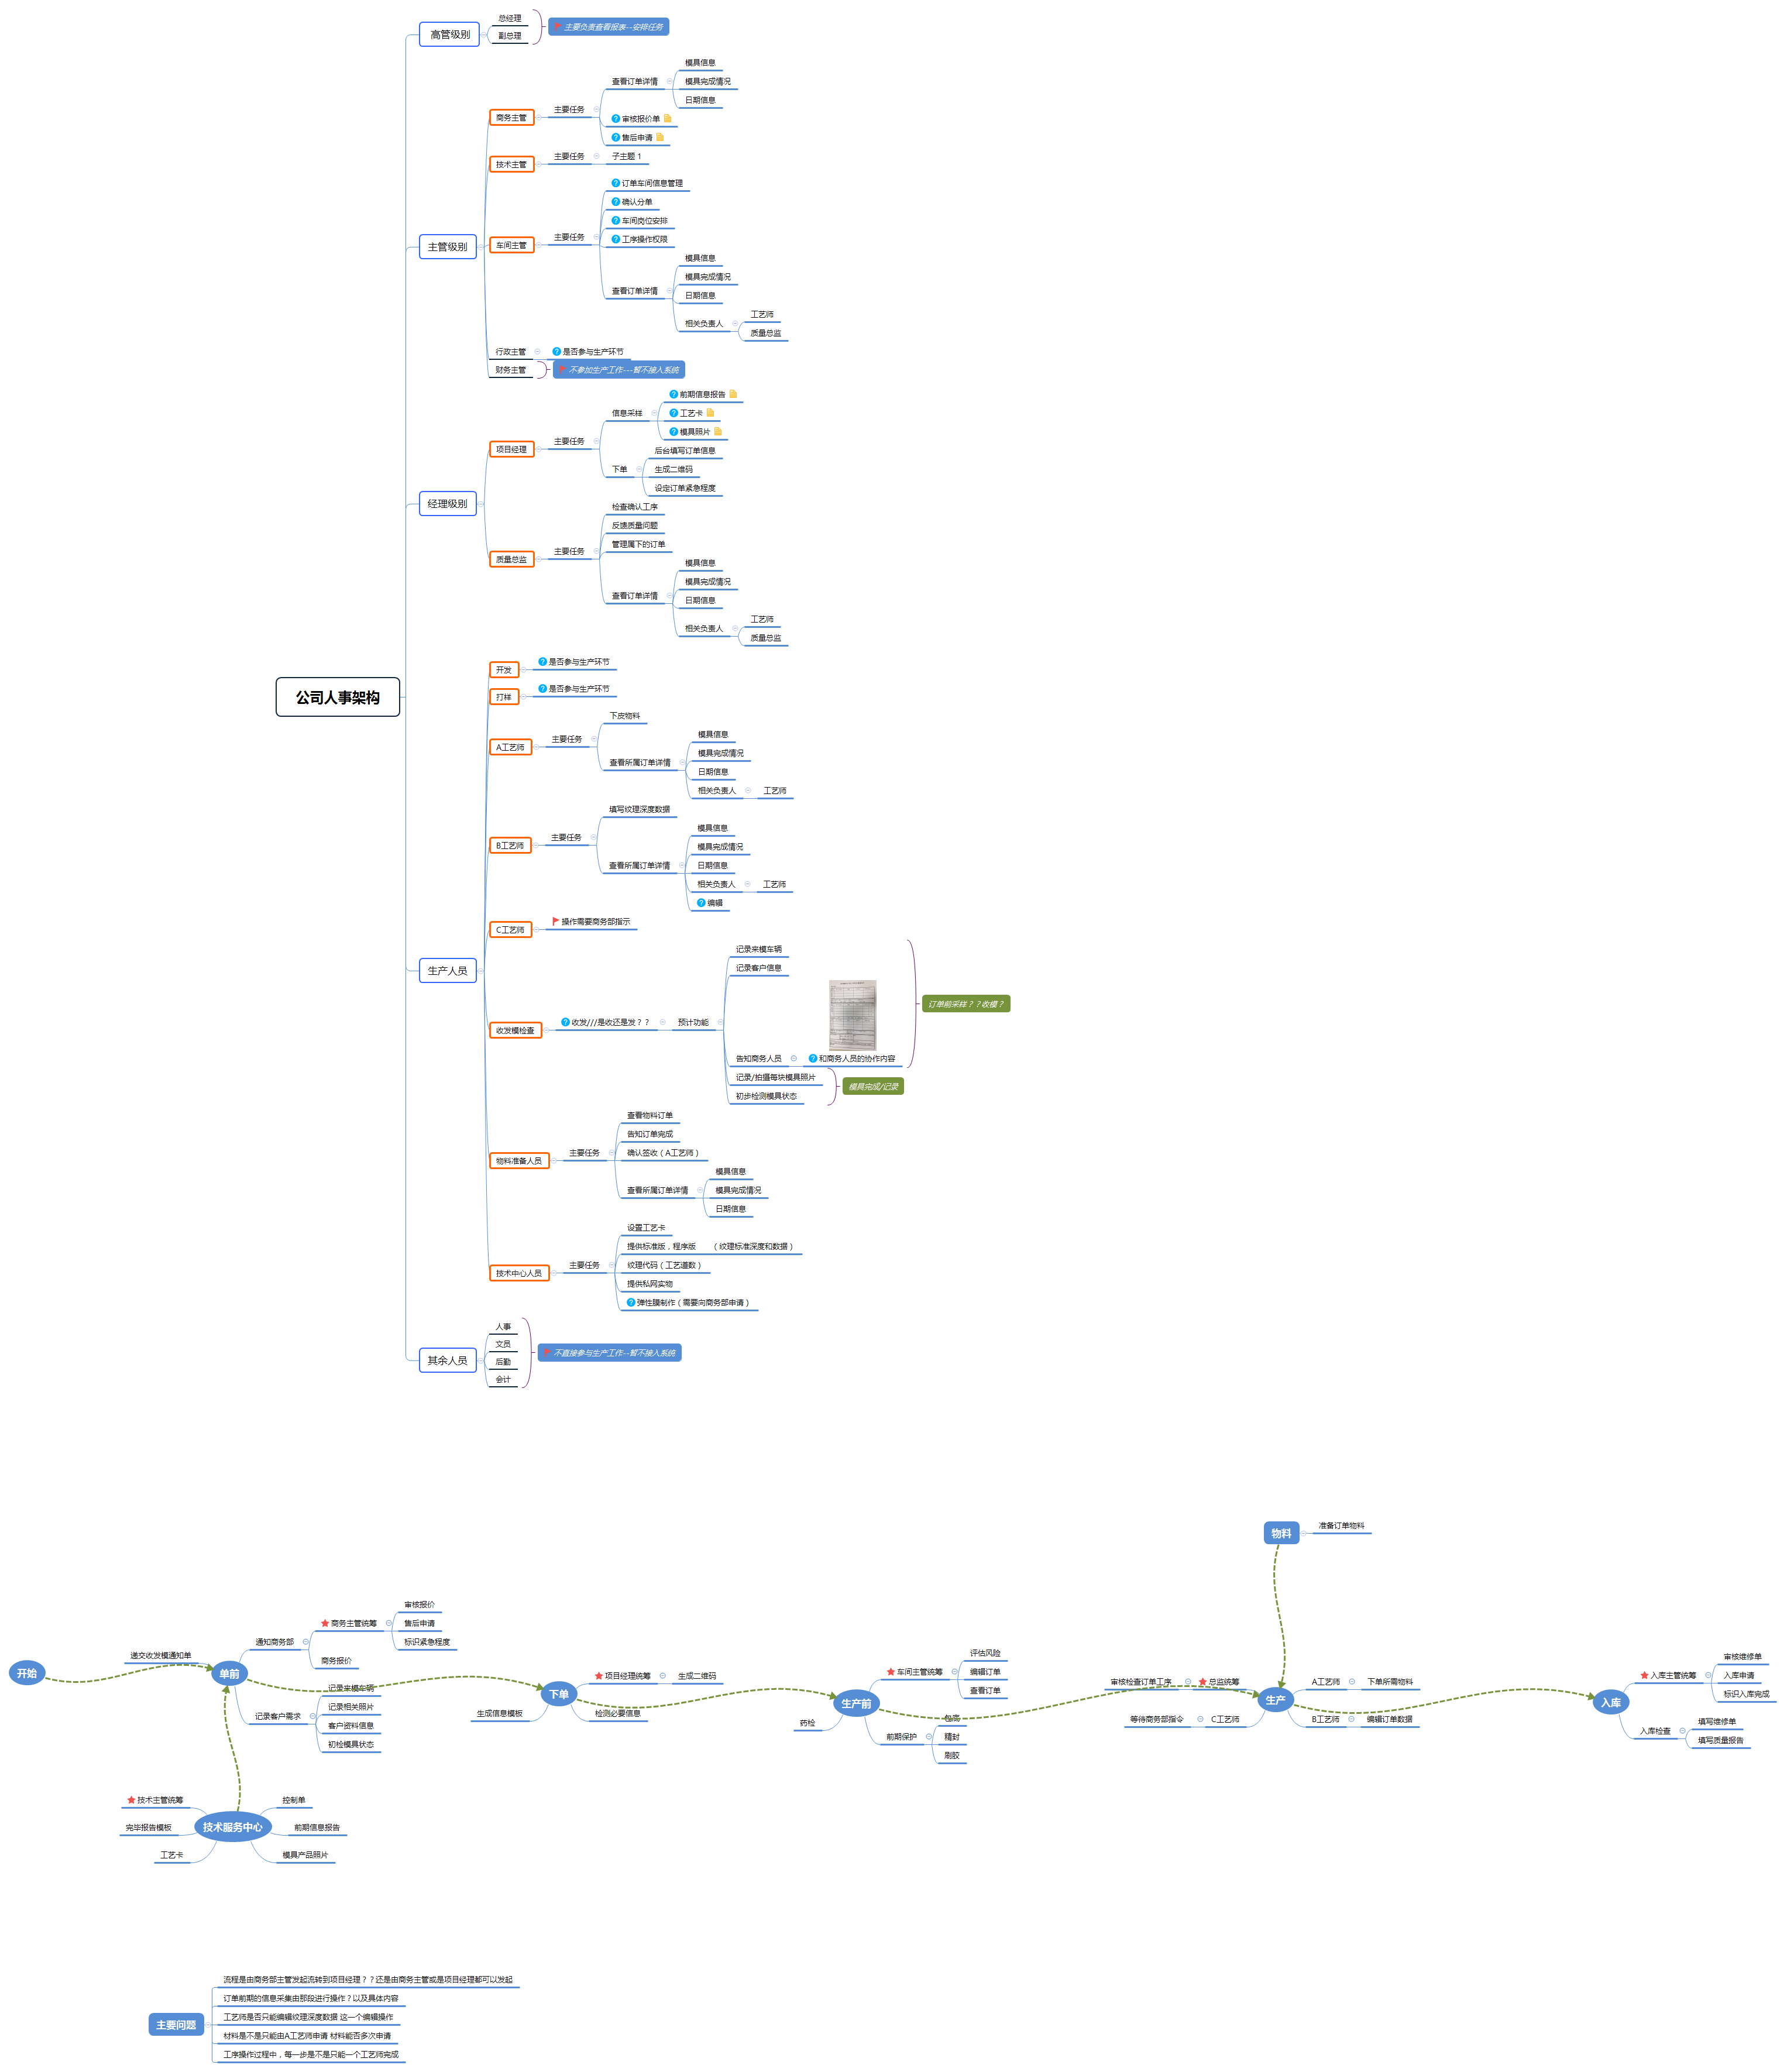 公司人事架构
高管级别
总经理
副总理
主要负责查看报表--安排任务
主管级别
商务主管
主要任务
查看订单详情
模具信息
模具完成情况
日期信息
审核报价单
售后申请
技术主管
主要任务
子主题 1
车间主管
主要任务
订单车间信息管理
确认分单
车间岗位安排
工序操作权限
查看订单详情
模具信息
模具完成情况
日期信息
相关负责人
工艺师
质量总监
行政主管
是否参与生产环节
财务主管
不参加生产工作---暂不接入系统
经理级别
项目经理
主要任务
信息采样
前期信息报告
工艺卡
模具照片
下单
后台填写订单信息
生成二维码
设定订单紧急程度
质量总监
主要任务
检查确认工序
反馈质量问题
管理属下的订单
查看订单详情
模具信息
模具完成情况
日期信息
相关负责人
工艺师
质量总监
生产人员
开发
是否参与生产环节
打样
是否参与生产环节
A工艺师
主要任务
下皮物料
查看所属订单详情
模具信息
模具完成情况
日期信息
相关负责人
工艺师
B工艺师
主要任务
填写纹理深度数据
查看所属订单详情
模具信息
模具完成情况
日期信息
相关负责人
工艺师
编辑
C工艺师
操作需要商务部指示
收发模检查
收发///是收还是发？？
预计功能
记录来模车辆
记录客户信息
告知商务人员
和商务人员的协作内容
订单前采样？？收模？
记录/拍摄每块模具照片
初步检测模具状态
模具完成/记录
物料准备人员
主要任务
查看物料订单
告知订单完成
确认签收（A工艺师）
查看所属订单详情
模具信息
模具完成情况
日期信息
技术中心人员
主要任务
设置工艺卡
提供标准版，程序版 （纹理标准深度和数据）
纹理代码（工艺道数）
提供私网实物
弹性膜制作（需要向商务部申请）
其余人员
人事
文员
后勤
会计
不直接参与生产工作--暂不接入系统
开始
单前
递交收发模通知单
通知商务部
商务主管统筹
审核报价
售后申请
标识紧急程度
商务报价
记录客户需求
记录来模车辆
记录相关照片
客户资料信息
初检模具状态
技术服务中心
技术主管统筹
完毕报告模板
工艺卡
控制单
前期信息报告
模具产品照片
下单
项目经理统筹
生成二维码
生成信息模板
检测必要信息
生产前
车间主管统筹
评估风险
编辑订单
查看订单
药检
前期保护
包底
精封
刷胶
物料
准备订单物料
生产
总监统筹
审核检查订单工序
C工艺师
等待商务部指令
A工艺师
下单所需物料
B工艺师
编辑订单数据
入库
入库主管统筹
审核维修单
入库申请
标识入库完成
入库检查
填写维修单
填写质量报告
主要问题
流程是由商务部主管发起流转到项目经理？？还是由商务主管或是项目经理都可以发起
订单前期的信息采集由那段进行操作？以及具体内容
工艺师是否只能编辑纹理深度数据 这一个编辑操作
材料是不是只能由A工艺师申请 材料能否多次申请
工序操作过程中，每一步是不是只能一个工艺师完成